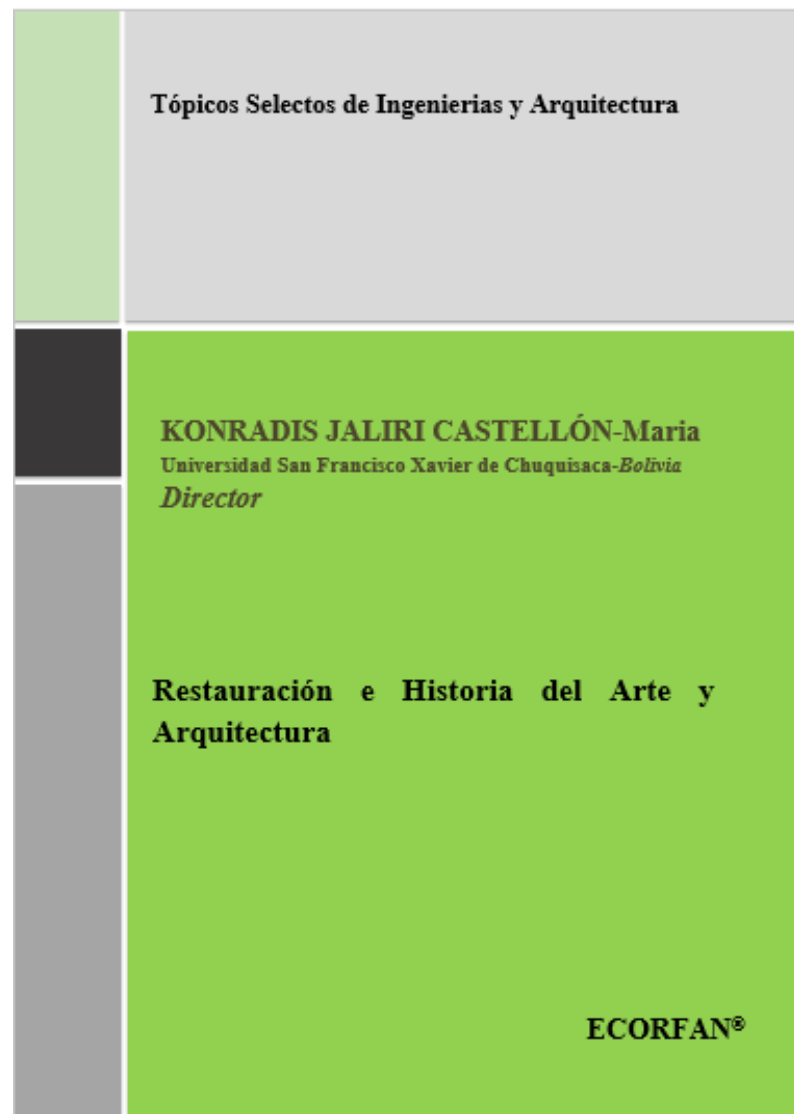 Tópicos Selectos de Ingenierias y Arquitectura
KONRADIS JALIRI CASTELLÓN-Maria
Universidad San Francisco Xavier de Chuquisaca-Bolivia
Director
Restauración e Historia del Arte y
Arquitectura
ECORFAN®